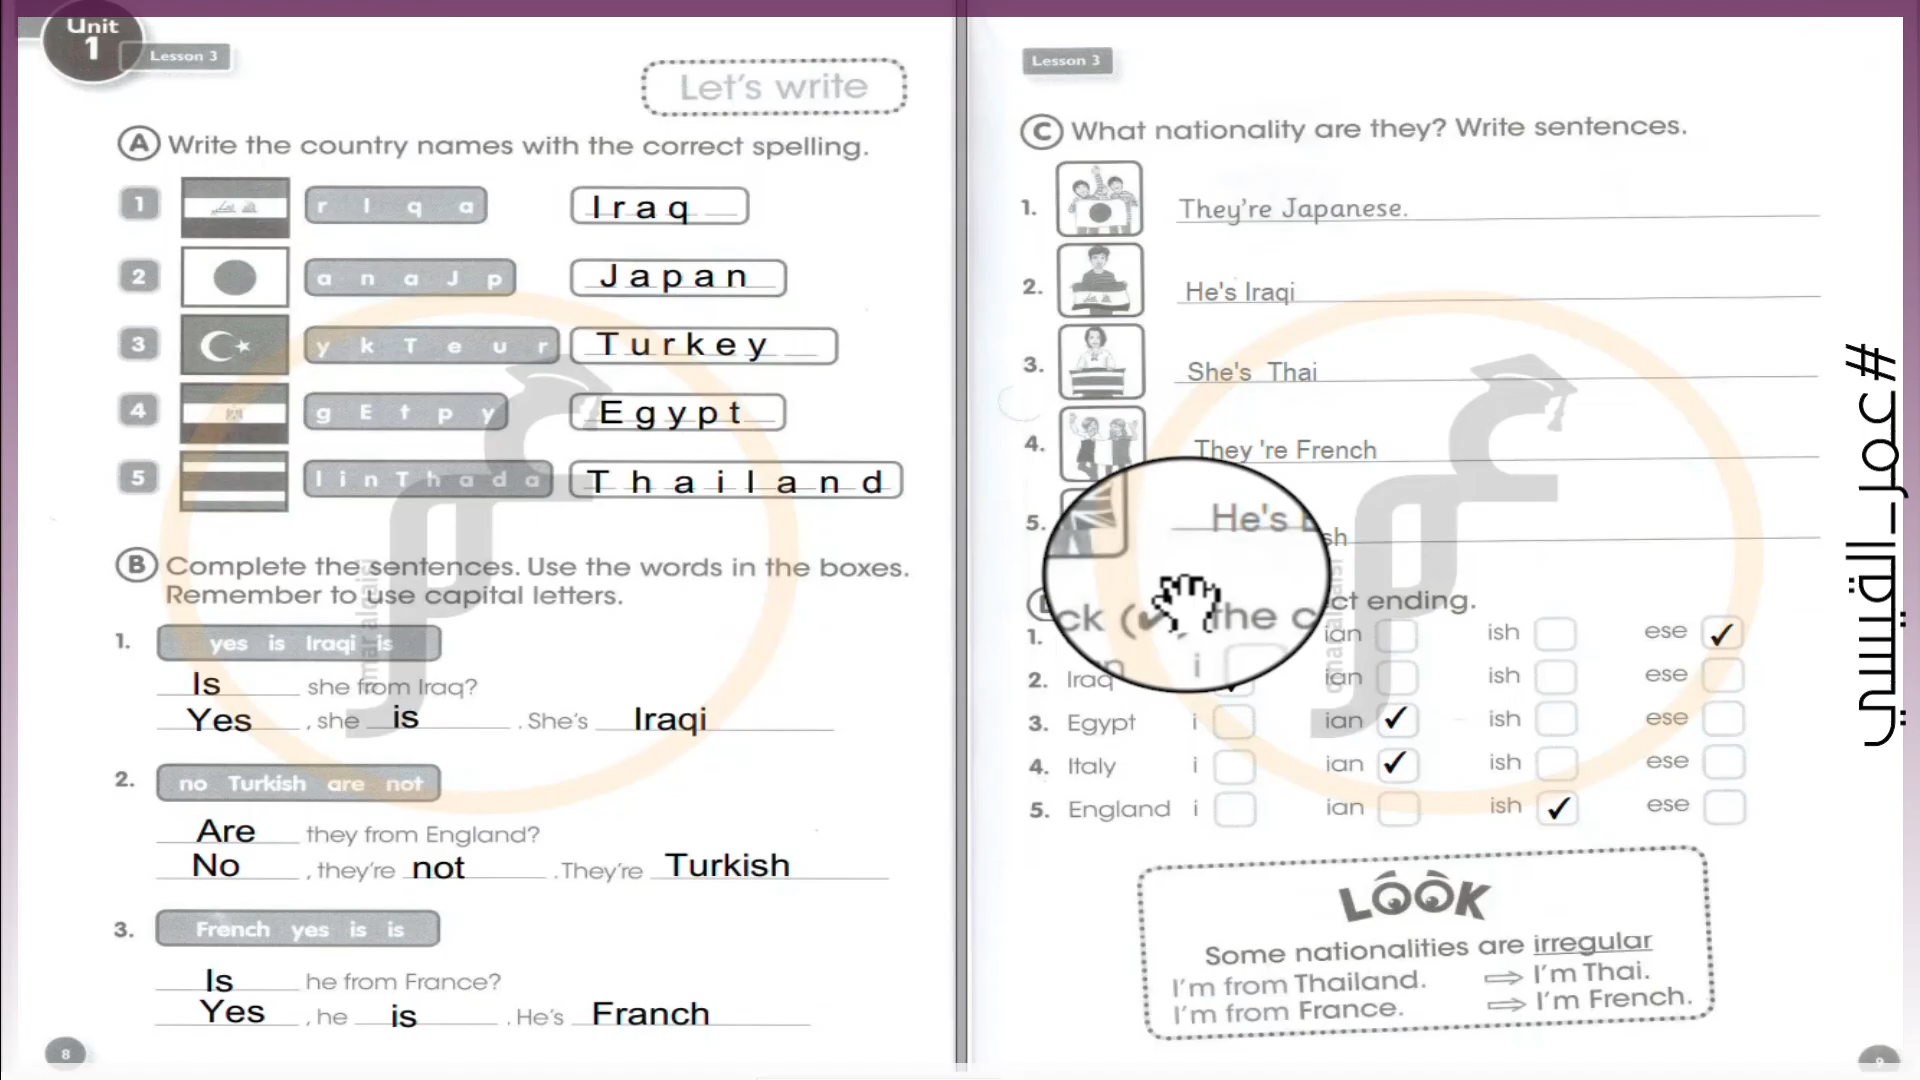 Unit
1
Lesson 3
Let's write
A Write the country names with the correct spelling.
1 r I q a Iraq
2 a n a J p Japan
3 y k T e u r Turkey
4 g E t p y Egypt
5 l i n T h a d a Thailand
B Complete the sentences. Use the words in the boxes.
Remember to use capital letters.
1. yes is Iraqi is
Is she from Iraq?
Yes , she is . She's Iraqi
2. no Turkish are not
Are they from England?
No , they're not . They're Turkish
3. French yes is is
Is he from France?
Yes , he is . He's Franch
8
Lesson 3
C What nationality are they? Write sentences.
1. They're Japanese.
2. He's Iraqi
3. She's Thai
4. They 're French
5. He's
sh
ck (✓) the c ct ending.
1. i ian ish ese ✓
2. Iraq ian ish ese
3. Egypt i ian ✓ ish ese
4. Italy i ian ✓ ish ese
5. England i ian ish ✓ ese
LOOK
Some nationalities are irregular
I'm from Thailand. ⇨ I'm Thai.
I'm from France. ⇨ I'm French.
9
#عمر_القيسي
omaralqaisi
omaralqaisi